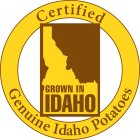 Certified
GROWN IN
IDAHO
Genuine Idaho Potatoes